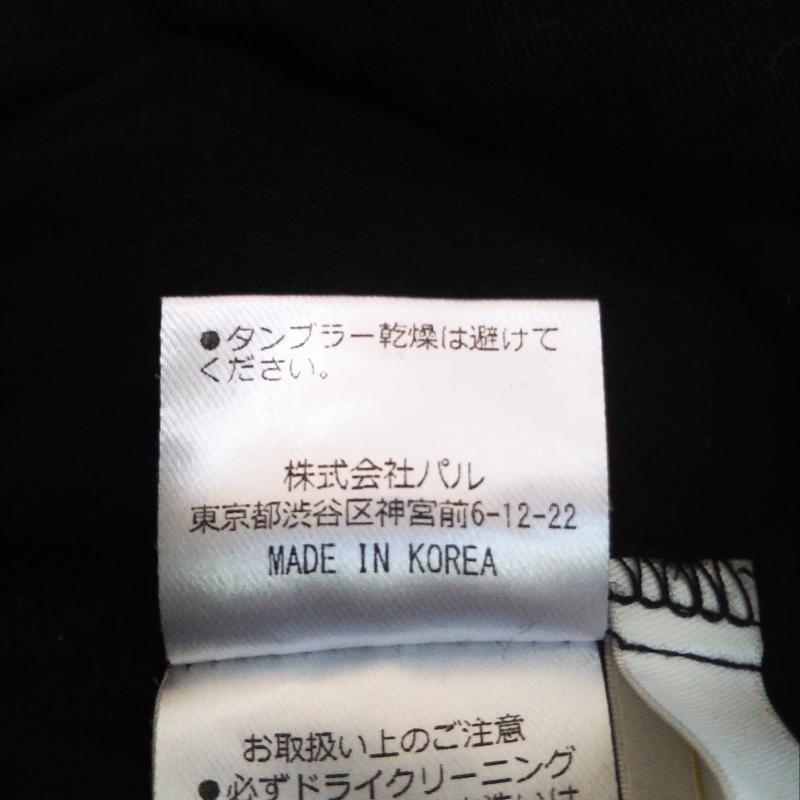 ●タンブラー乾燥は避けて
ください。
株式会社パル
東京都渋谷区神宮前6-12-22
MADE IN KOREA
お取扱い上のご注意
●必ずドライクリーニング